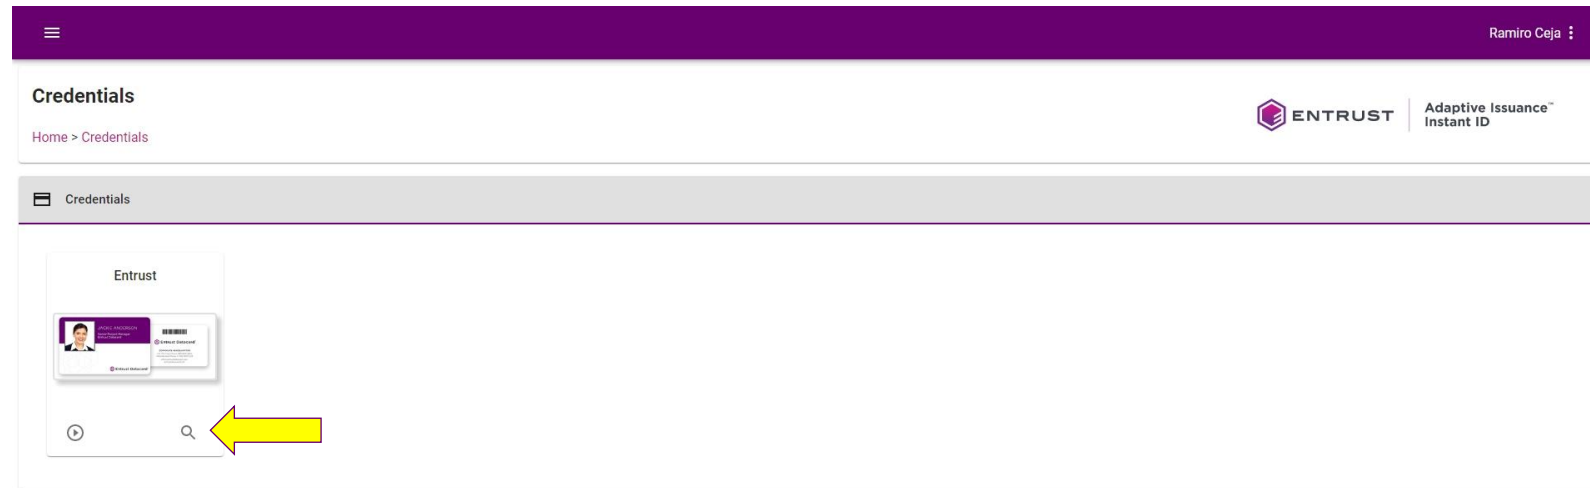 Ramiro Ceja
Credentials
Home > Credentials
ENTRUST
Adaptive Issuance™
Instant ID
Credentials
Entrust